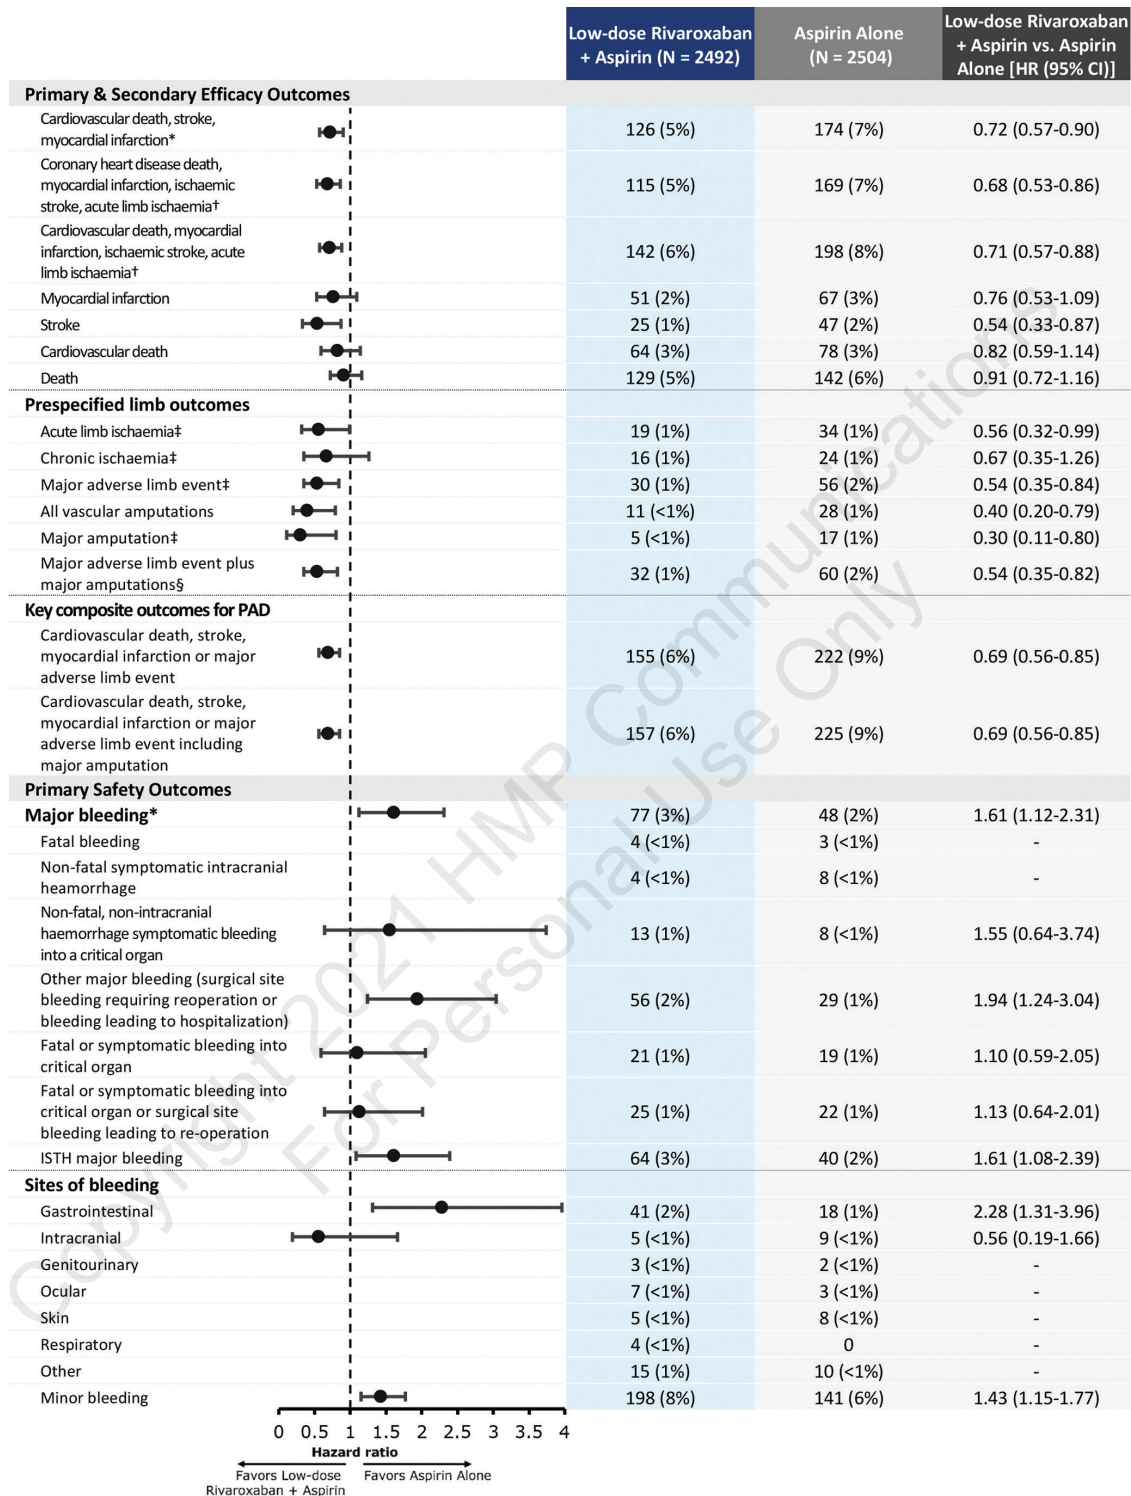 Low-dose Rivaroxaban
+ Aspirin (N = 2492)
Aspirin Alone
(N = 2504)
Low-dose Rivaroxaban
+ Aspirin vs. Aspirin
Alone [HR (95% CI)]
Primary & Secondary Efficacy Outcomes
Cardiovascular death, stroke,
myocardial infarction*
126 (5%) 174 (7%) 0.72 (0.57-0.90)
Coronary heart disease death,
myocardial infarction, ischaemic
stroke, acute limb ischaemia†
115 (5%) 169 (7%) 0.68 (0.53-0.86)
Cardiovascular death, myocardial
infarction, ischaemic stroke, acute
limb ischaemia†
142 (6%) 198 (8%) 0.71 (0.57-0.88)
Myocardial infarction 51 (2%) 67 (3%) 0.76 (0.53-1.09)
Stroke 25 (1%) 47 (2%) 0.54 (0.33-0.87)
Cardiovascular death 64 (3%) 78 (3%) 0.82 (0.59-1.14)
Death 129 (5%) 142 (6%) 0.91 (0.72-1.16)
Prespecified limb outcomes
Acute limb ischaemia‡ 19 (1%) 34 (1%) 0.56 (0.32-0.99)
Chronic ischaemia‡ 16 (1%) 24 (1%) 0.67 (0.35-1.26)
Major adverse limb event‡ 30 (1%) 56 (2%) 0.54 (0.35-0.84)
All vascular amputations 11 (<1%) 28 (1%) 0.40 (0.20-0.79)
Major amputation‡ 5 (<1%) 17 (1%) 0.30 (0.11-0.80)
Major adverse limb event plus
major amputations§
32 (1%) 60 (2%) 0.54 (0.35-0.82)
Key composite outcomes for PAD
Cardiovascular death, stroke,
myocardial infarction or major
adverse limb event
155 (6%) 222 (9%) 0.69 (0.56-0.85)
Cardiovascular death, stroke,
myocardial infarction or major
adverse limb event including
major amputation
157 (6%) 225 (9%) 0.69 (0.56-0.85)
Primary Safety Outcomes
Major bleeding* 77 (3%) 48 (2%) 1.61 (1.12-2.31)
Fatal bleeding 4 (<1%) 3 (<1%) -
Non-fatal symptomatic intracranial
heamorrhage
4 (<1%) 8 (<1%) -
Non-fatal, non-intracranial
haemorrhage symptomatic bleeding
into a critical organ
13 (1%) 8 (<1%) 1.55 (0.64-3.74)
Other major bleeding (surgical site
bleeding requiring reoperation or
bleeding leading to hospitalization)
56 (2%) 29 (1%) 1.94 (1.24-3.04)
Fatal or symptomatic bleeding into
critical organ
21 (1%) 19 (1%) 1.10 (0.59-2.05)
Fatal or symptomatic bleeding into
critical organ or surgical site
bleeding leading to re-operation
25 (1%) 22 (1%) 1.13 (0.64-2.01)
ISTH major bleeding 64 (3%) 40 (2%) 1.61 (1.08-2.39)
Sites of bleeding
Gastrointestinal 41 (2%) 18 (1%) 2.28 (1.31-3.96)
Intracranial 5 (<1%) 9 (<1%) 0.56 (0.19-1.66)
Genitourinary 3 (<1%) 2 (<1%) -
Ocular 7 (<1%) 3 (<1%) -
Skin 5 (<1%) 8 (<1%) -
Respiratory 4 (<1%) 0 -
Other 15 (1%) 10 (<1%) -
Minor bleeding 198 (8%) 141 (6%) 1.43 (1.15-1.77)
0 0.5 1 1.5 2 2.5 3 3.5 4
Hazard ratio
Favors Low-dose
Rivaroxaban + Aspirin
Favors Aspirin Alone
Copyright 2021 HMP Communications
For Personal Use Only